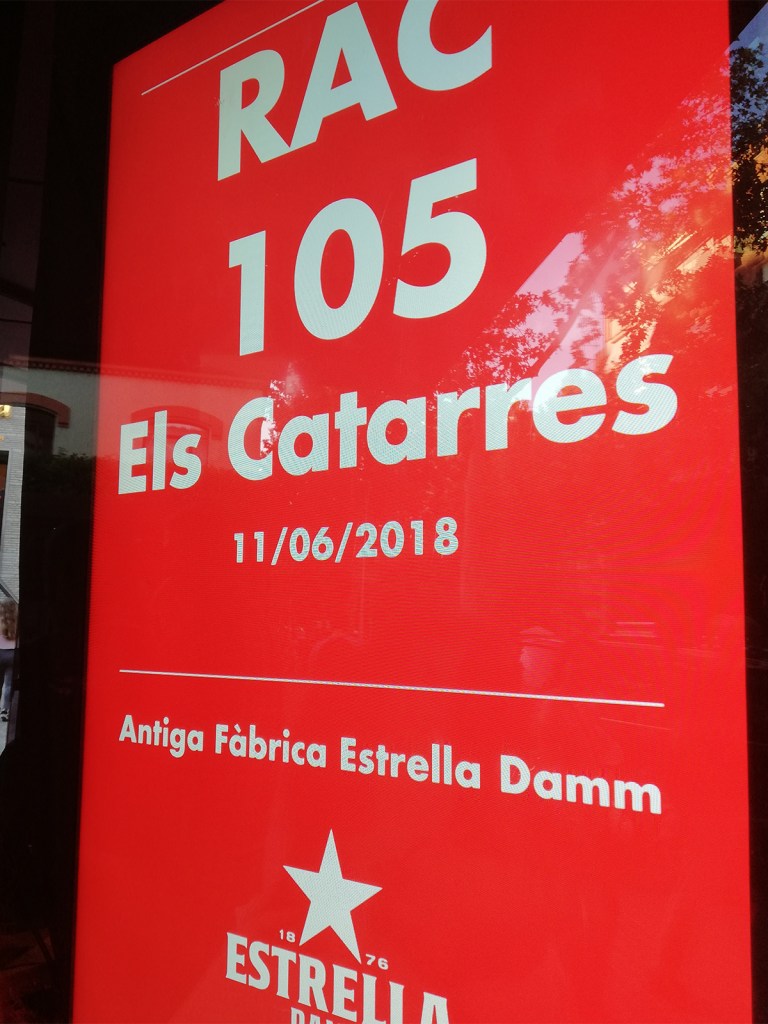 RAC
105
Els Catarres
11/06/2018
Antiga Fàbrica Estrella Damm
18 76
ESTRELLA